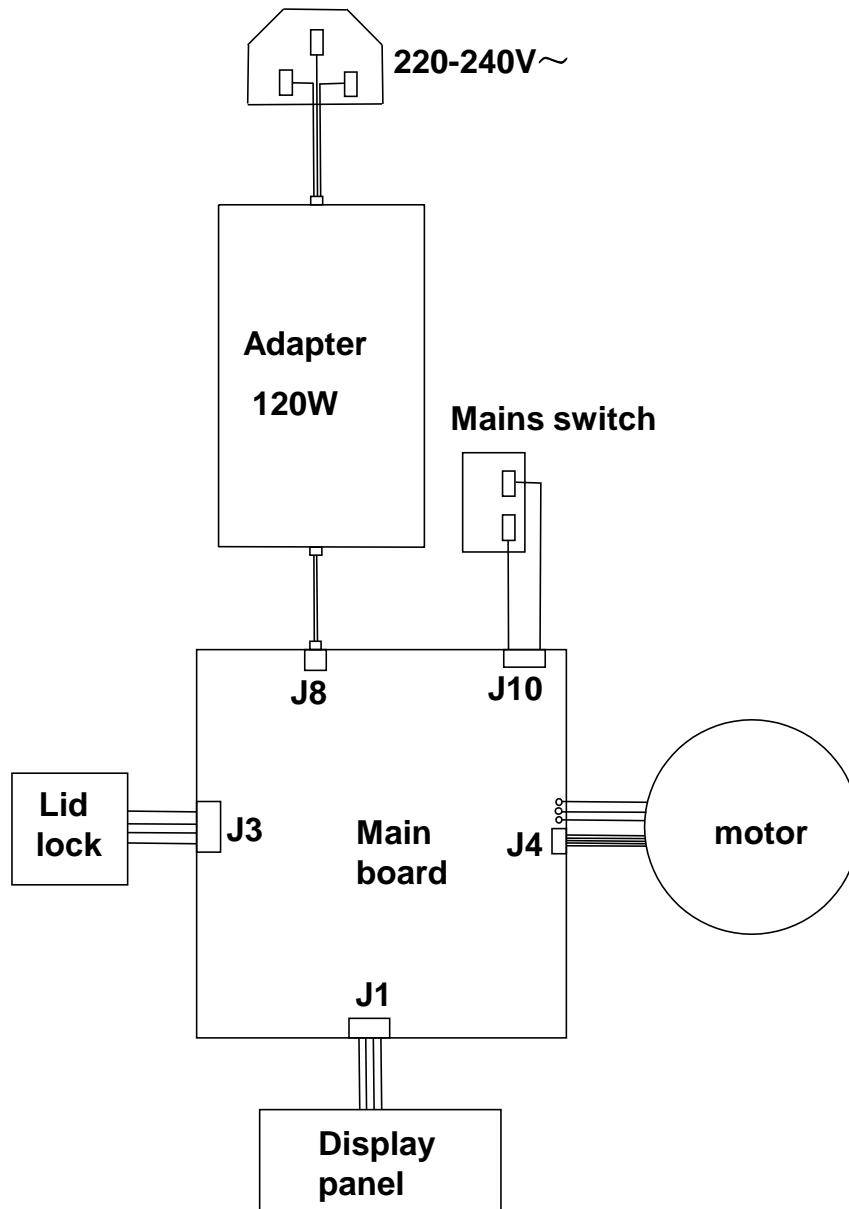 220-240V～
Adapter
120W
Mains switch
J8
J10
Lid
lock
J3
Main
board
J4
motor
J1
Display
panel